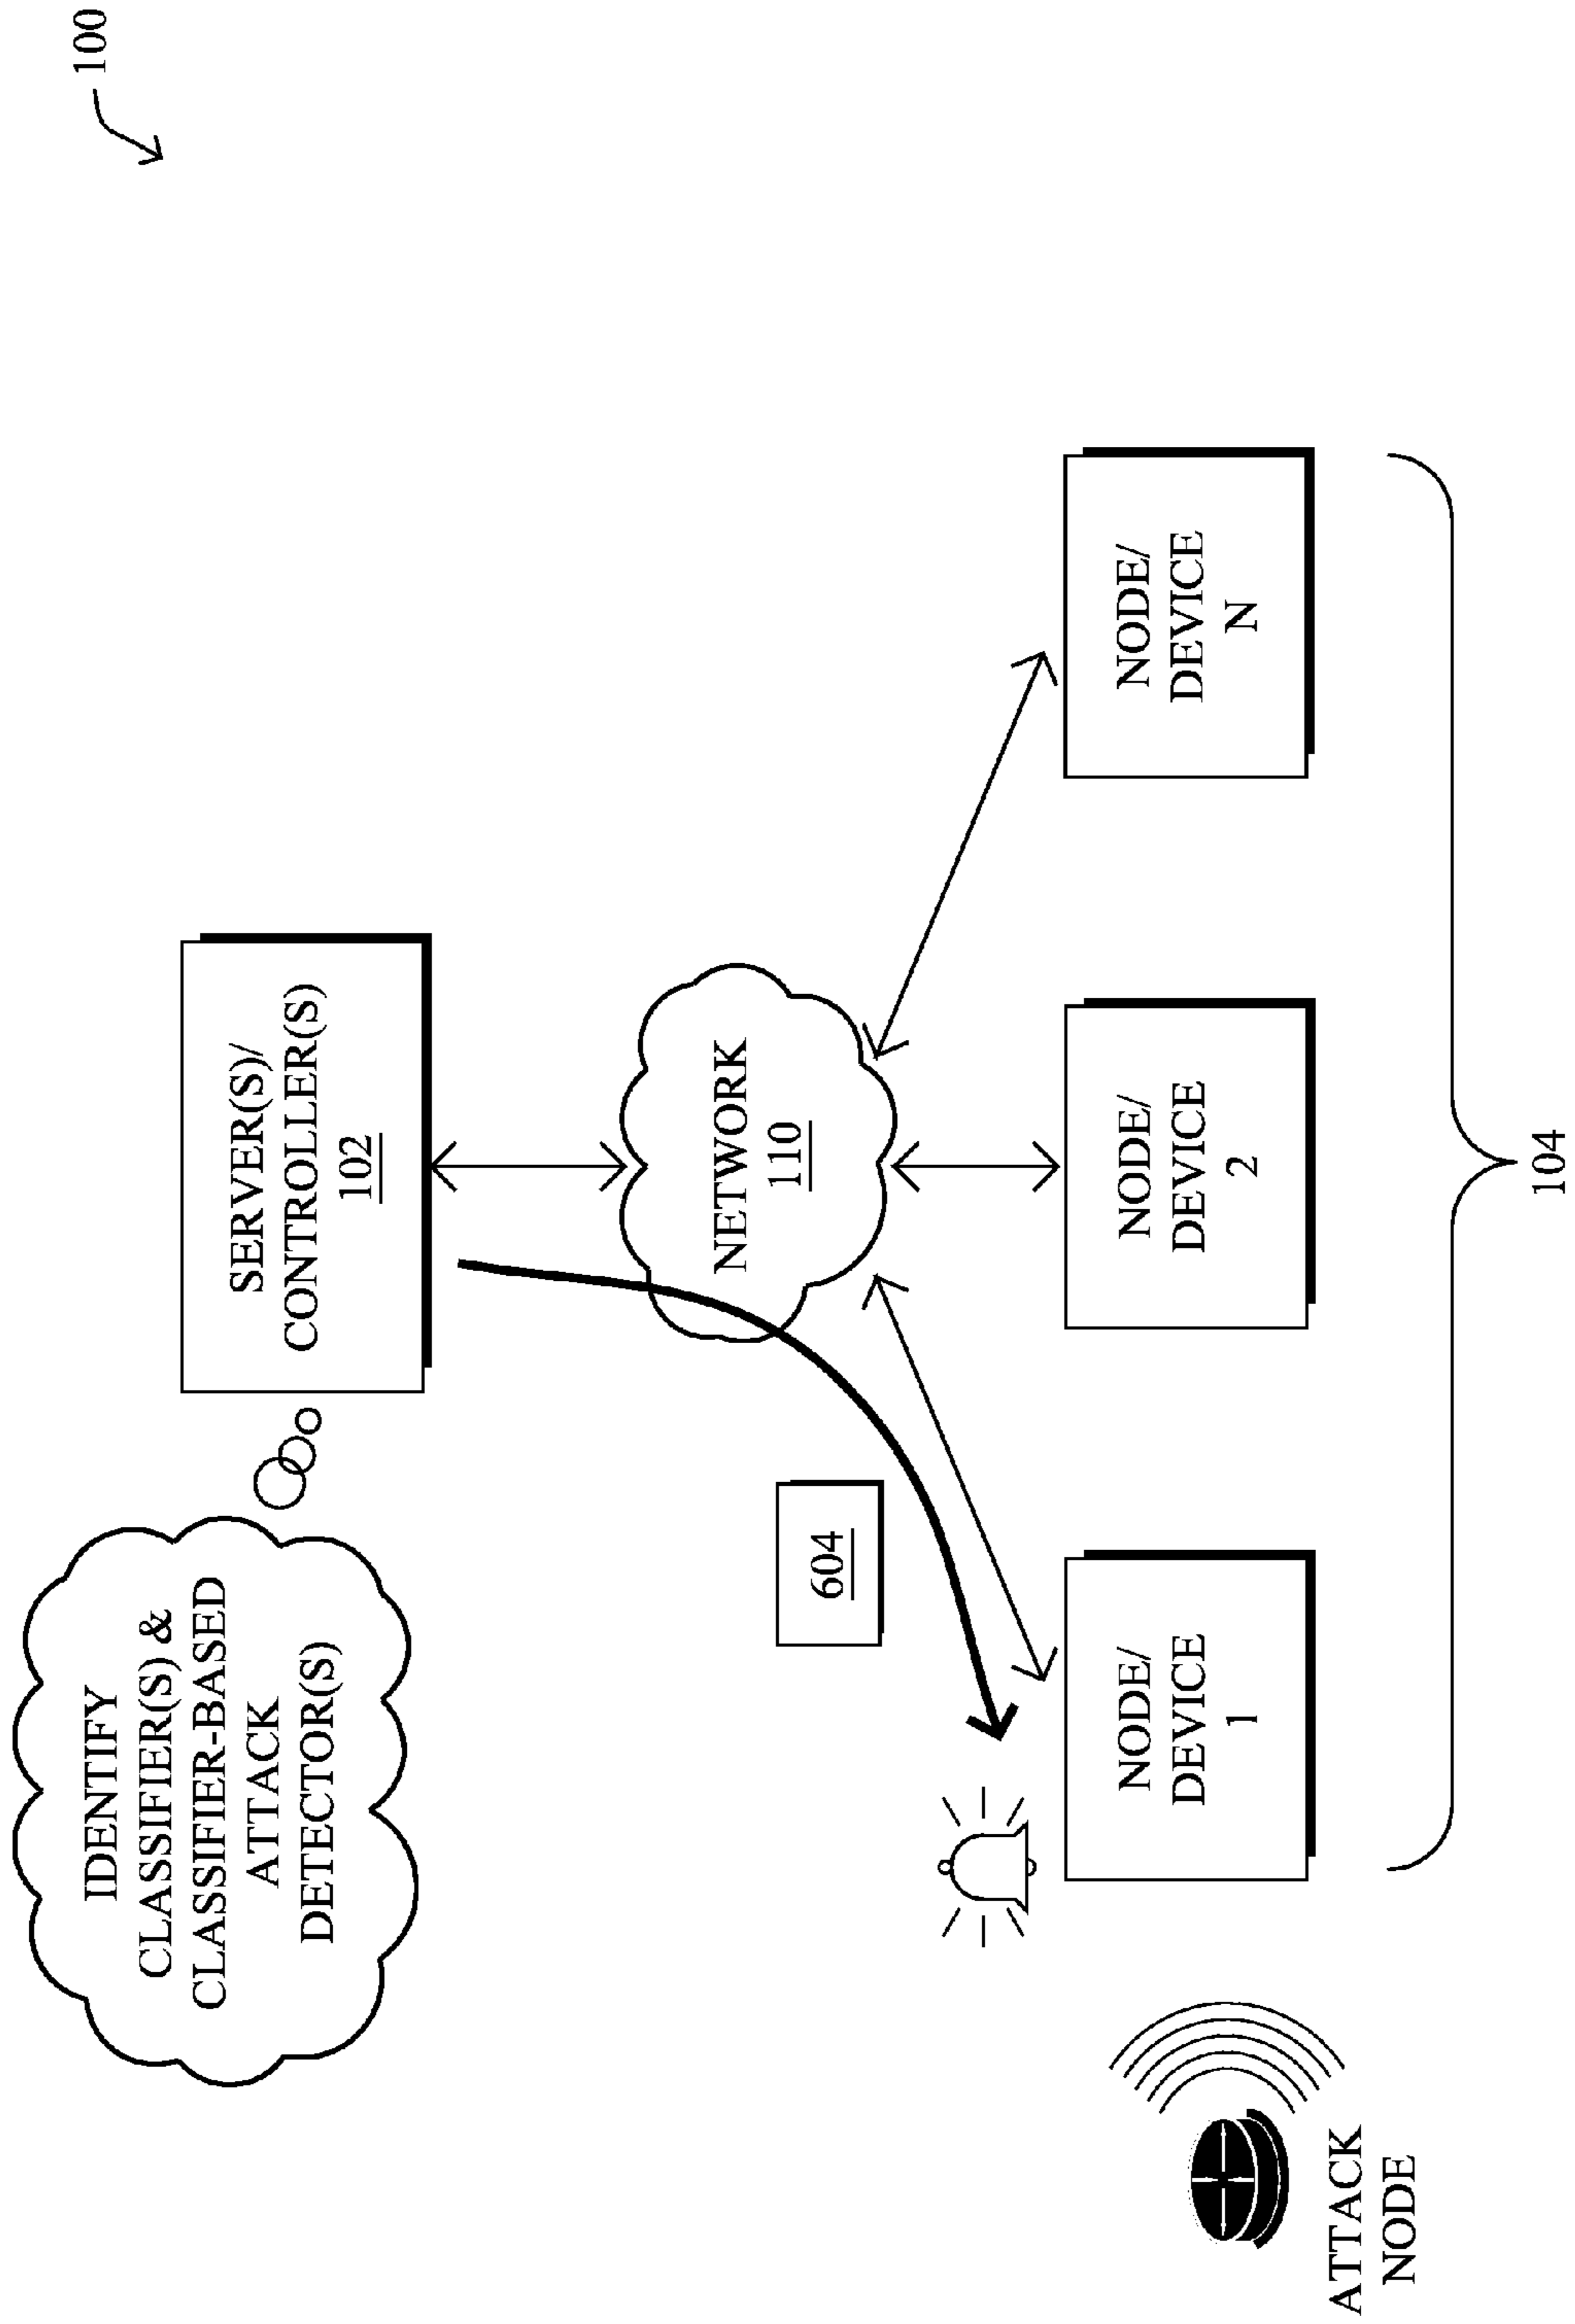 100
IDENTIFY
CLASSIFIER(S) &
CLASSIFIER-BASED
ATTACK
DETECTOR(S)
SERVER(S)/
CONTROLLER(S)
102
NETWORK
110
604
NODE/
DEVICE
1
NODE/
DEVICE
2
NODE/
DEVICE
N
ATTACK
NODE
104